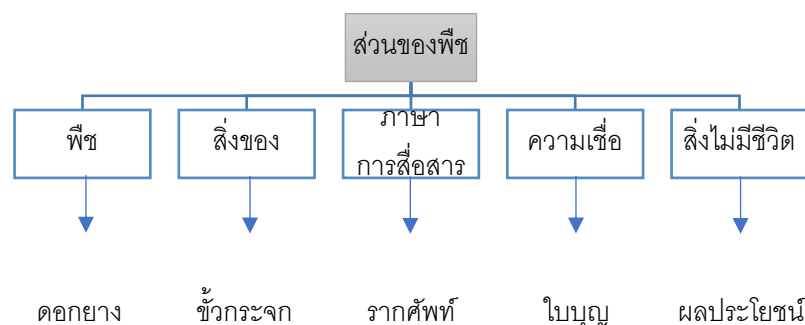 ส่วนของพืช
พืช
สิ่งของ
ภาษา
การสื่อสาร
ความเชื่อ
สิ่งไม่มีชีวิต
ดอกยาง
ขั้วกระจก
รากศัพท์
ใบบุญ
ผลประโยชน์